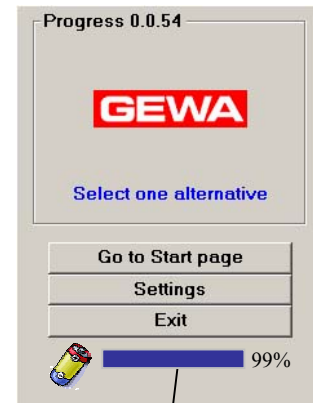 Progress 0.0.54
GEWA
Select one alternative
Go to Start page
Settings
Exit
99%